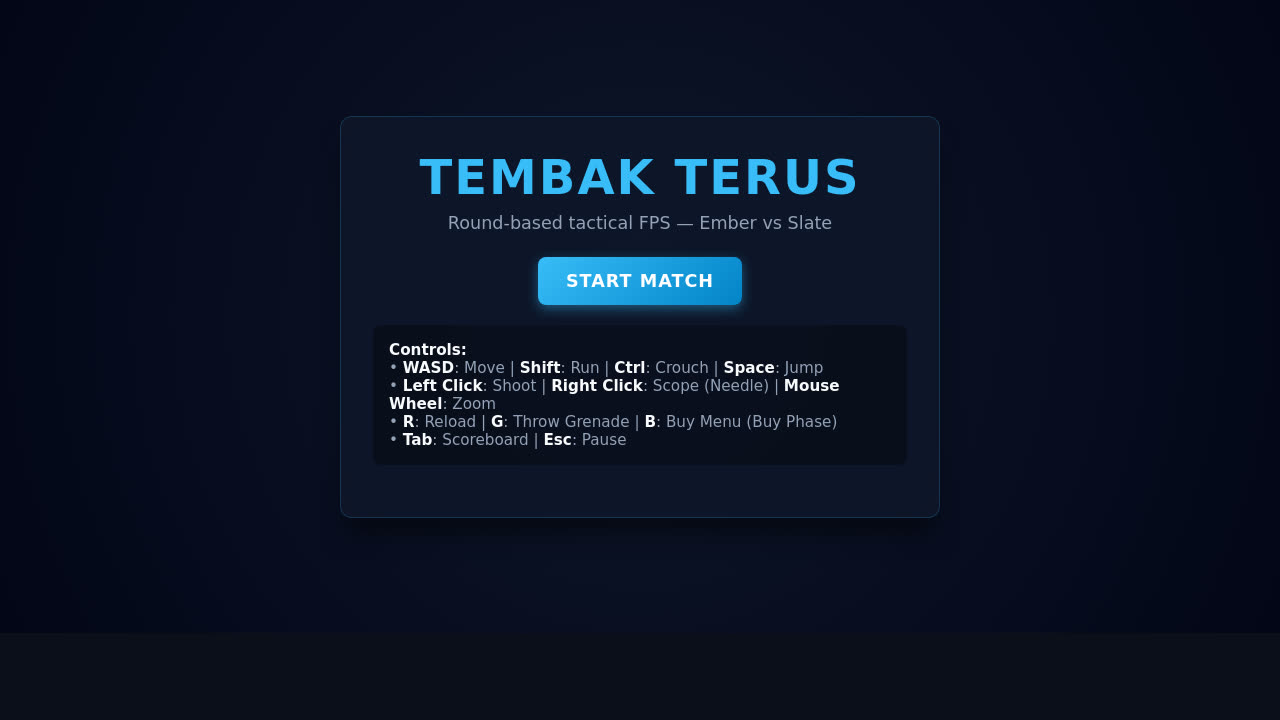 TEMBAK TERUS
Round-based tactical FPS — Ember vs Slate
START MATCH
Controls:
• WASD: Move | Shift: Run | Ctrl: Crouch | Space: Jump
• Left Click: Shoot | Right Click: Scope (Needle) | Mouse
Wheel: Zoom
• R: Reload | G: Throw Grenade | B: Buy Menu (Buy Phase)
• Tab: Scoreboard | Esc: Pause